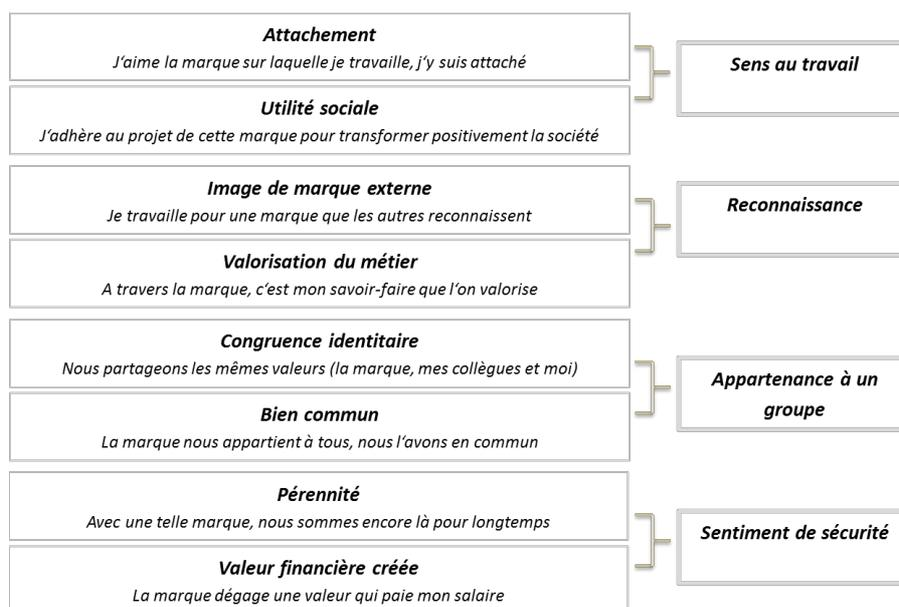 Attachement
J'aime la marque sur laquelle je travaille, j'y suis attaché
Sens au travail
Utilité sociale
J'adhère au projet de cette marque pour transformer positivement la société
Image de marque externe
Je travaille pour une marque que les autres reconnaissent
Reconnaissance
Valorisation du métier
A travers la marque, c'est mon savoir-faire que l'on valorise
Congruence identitaire
Nous partageons les mêmes valeurs (la marque, mes collègues et moi)
Appartenance à un
groupe
Bien commun
La marque nous appartient à tous, nous l'avons en commun
Pérennité
Avec une telle marque, nous sommes encore là pour longtemps
Sentiment de sécurité
Valeur financière créée
La marque dégage une valeur qui paie mon salaire